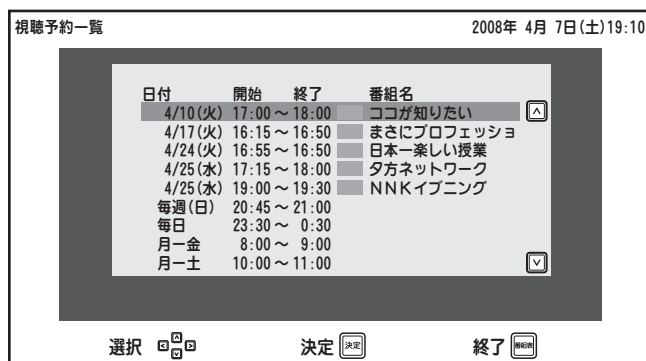 視聴予約一覧 2008年 4月 7日(土)19:10
日付 開始 終了 番組名
4/10(火) 17:00～18:00 ココが知りたい
4/17(火) 16:15～16:50 まさにプロフェッショ
4/24(火) 16:55～16:50 日本一楽しい授業
4/25(水) 17:15～18:00 夕方ネットワーク
4/25(水) 19:00～19:30 ＮＮＫイブニング
毎週(日) 20:45～21:00
毎日 23:30～ 0:30
月ー金 8:00～ 9:00
月ー土 10:00～11:00
選択 決定 決定 終了 番組表